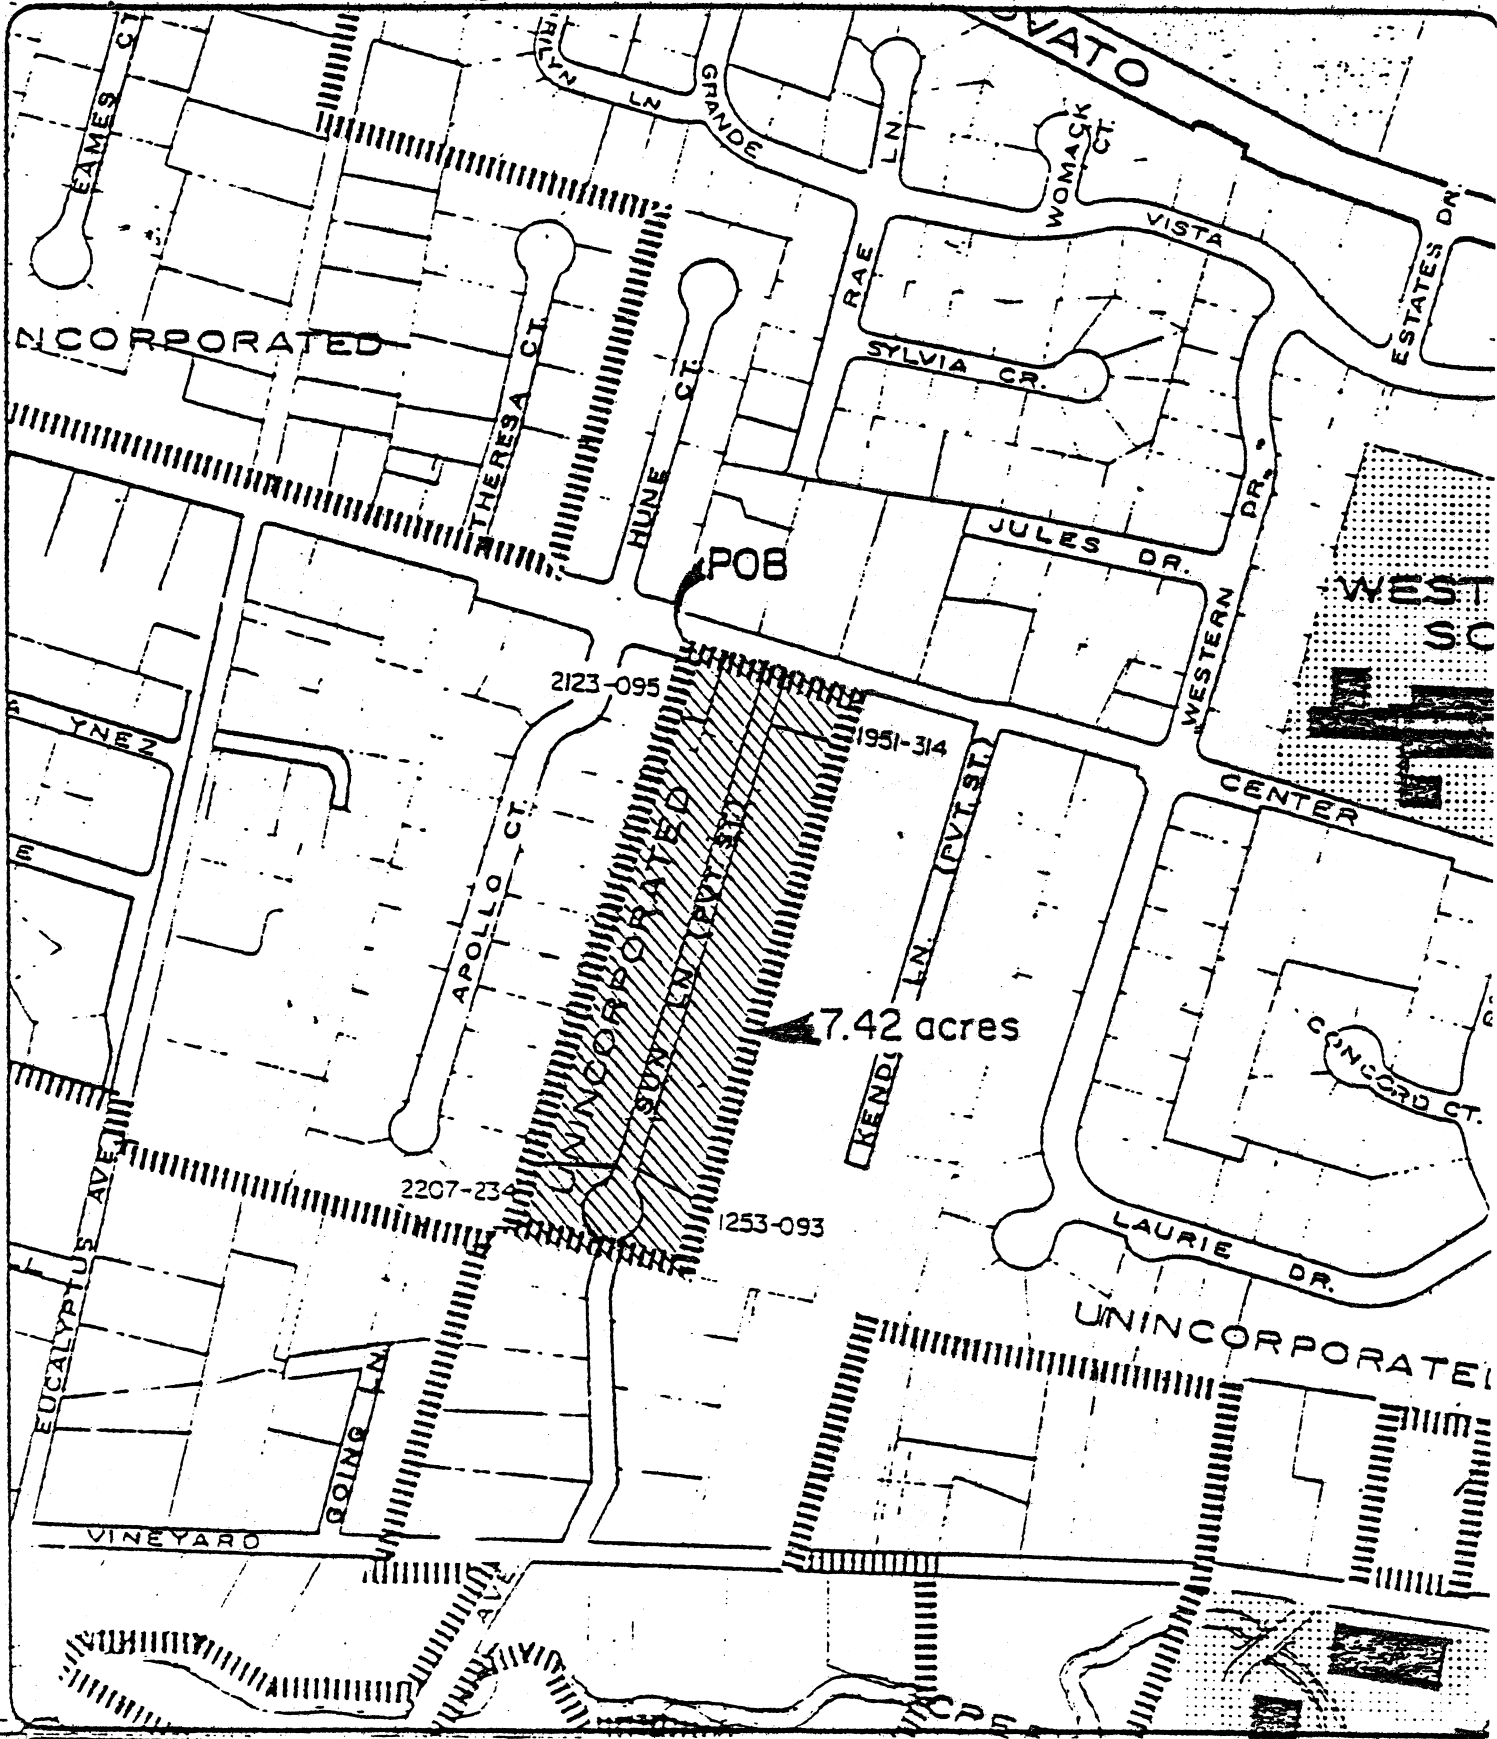 OVATO
EAMES CT.
RILYN LN
GRANDE
LN.
WOMACK CT.
VISTA
ESTATES DR.
RAE
NCORPORATED
SYLVIA CR.
THERESA CT.
HUNE CT.
DR.
JULES DR.
POB
WEST
SC
WESTERN
2123-095
YNEZ
1951-314
(PVT. ST.)
CENTER
E
APOLLO CT.
UNINCORPORATED
SUN LN (PVT ST.)
LN.
7.42 acres
CONCORD CT.
KEND
EUCALYPTUS AVE.
2207-234
1253-093
LAURIE DR.
UNINCORPORATE
GOING LN.
VINEYARD
AVE.